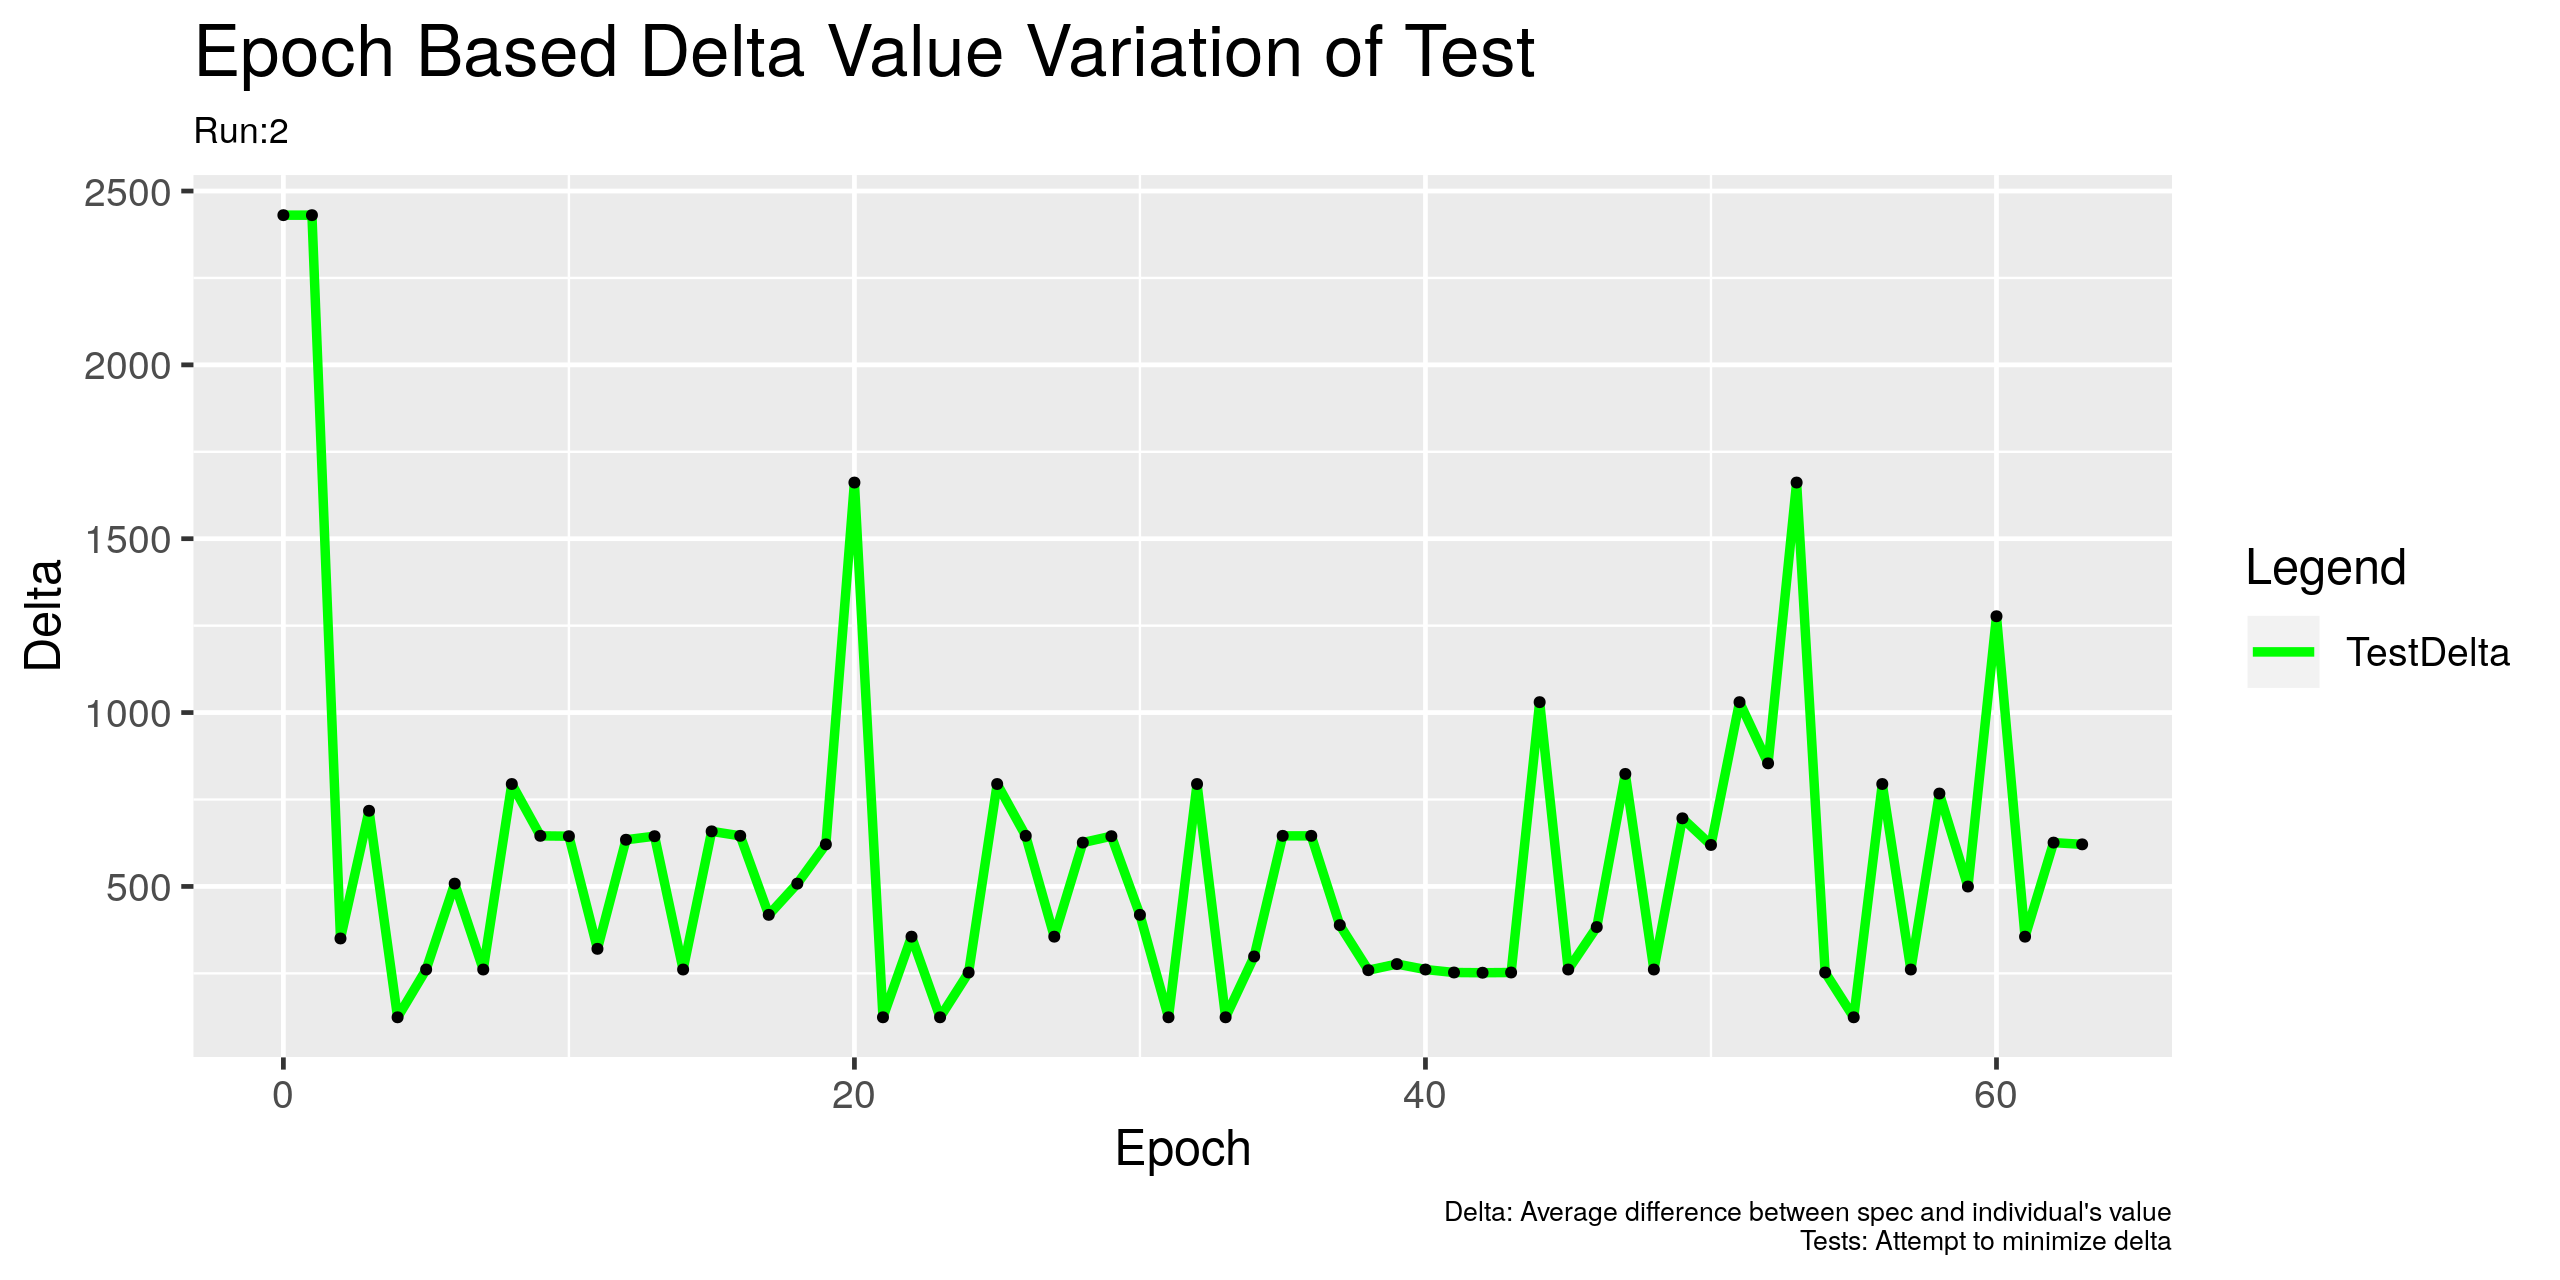 Epoch Based Delta Value Variation of Test
Run:2
2500
2000
1500
1000
500
Delta
0
20
40
60
Epoch
Legend
TestDelta
Delta: Average difference between spec and individual's value
Tests: Attempt to minimize delta